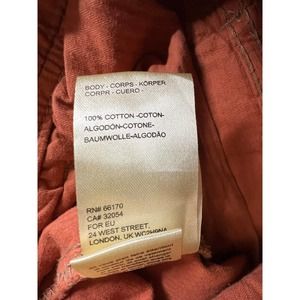 BODY - CORPS - KÖRPER
CORPR - CUERO -
100% COTTON -COTON-
ALGODÓN -COTONE-
BAUMWOLLE-ALGODÃO
RN# 66170
CA# 32054
FOR EU
24 WEST STREET,
LONDON, UK